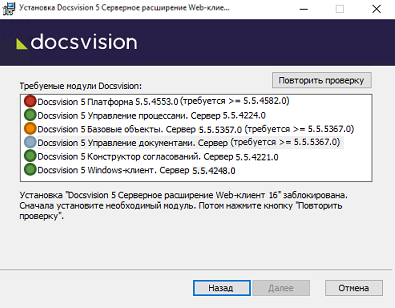 Установка Docsvision 5 Серверное расширение Web-клие...
docsvision
Повторить проверку
Требуемые модули Docsvision:
Docsvision 5 Платформа 5.5.4553.0 (требуется >= 5.5.4582.0)
Docsvision 5 Управление процессами. Сервер 5.5.4224.0
Docsvision 5 Базовые объекты. Сервер 5.5.5357.0 (требуется >= 5.5.5367.0)
Docsvision 5 Управление документами. Сервер (требуется >= 5.5.5367.0)
Docsvision 5 Конструктор согласований. Сервер 5.5.4221.0
Docsvision 5 Windows-клиент. Сервер 5.5.4248.0
Установка "Docsvision 5 Серверное расширение Web-клиент 16" заблокирована.
Сначала установите необходимый модуль. Потом нажмите кнопку "Повторить
проверку".
Назад
Далее
Отмена